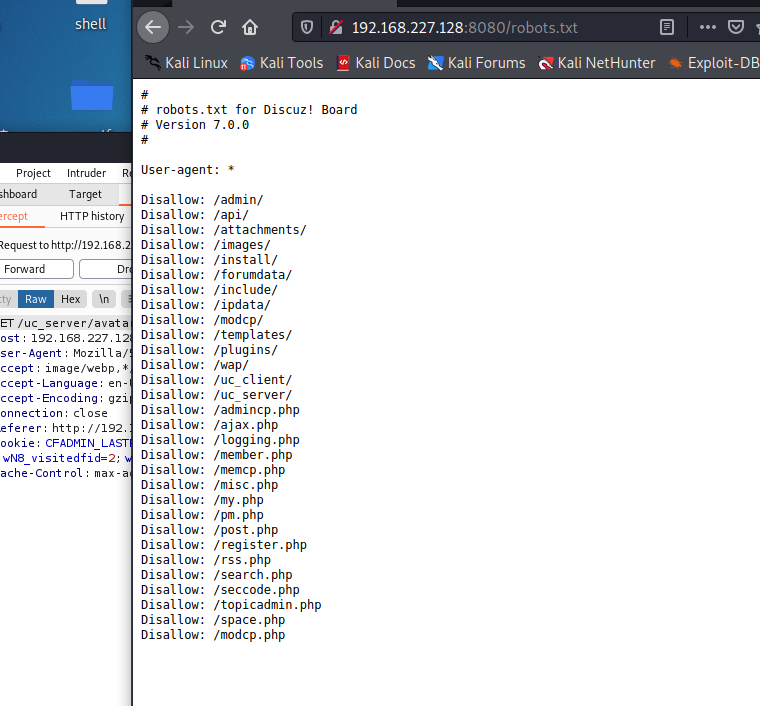 shell
192.168.227.128:8080/robots.txt
Kali Linux Kali Tools Kali Docs Kali Forums Kali NetHunter Exploit-DB
#
# robots.txt for Discuz! Board
# Version 7.0.0
#
User-agent: *
Disallow: /admin/
Disallow: /api/
Disallow: /attachments/
Disallow: /images/
Disallow: /install/
Disallow: /forumdata/
Disallow: /include/
Disallow: /ipdata/
Disallow: /modcp/
Disallow: /templates/
Disallow: /plugins/
Disallow: /wap/
Disallow: /uc_client/
Disallow: /uc_server/
Disallow: /admincp.php
Disallow: /ajax.php
Disallow: /logging.php
Disallow: /member.php
Disallow: /memcp.php
Disallow: /misc.php
Disallow: /my.php
Disallow: /pm.php
Disallow: /post.php
Disallow: /register.php
Disallow: /rss.php
Disallow: /search.php
Disallow: /seccode.php
Disallow: /topicadmin.php
Disallow: /space.php
Disallow: /modcp.php
Project Intruder Re
shboard Target
ercept HTTP history
Request to http://192.168.2
Forward Dro
tty Raw Hex \n
ET /uc_server/avatar
ost: 192.168.227.128
ser-Agent: Mozilla/5
ccept: image/webp,*/
ccept-Language: en-U
ccept-Encoding: gzip
onnection: close
eferer: http://192.1
ookie: CFADMIN_LAST
wN8_visitedfid=2; w
ache-Control: max-ag